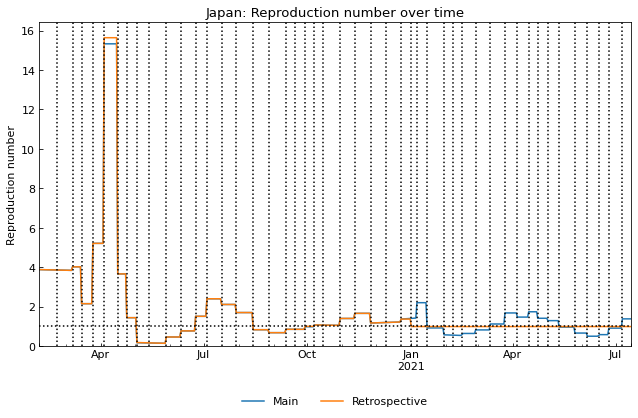 Japan: Reproduction number over time
Reproduction number
16
14
12
10
8
6
4
2
0
Apr
Jul
Oct
Jan
2021
Apr
Jul
Main
Retrospective